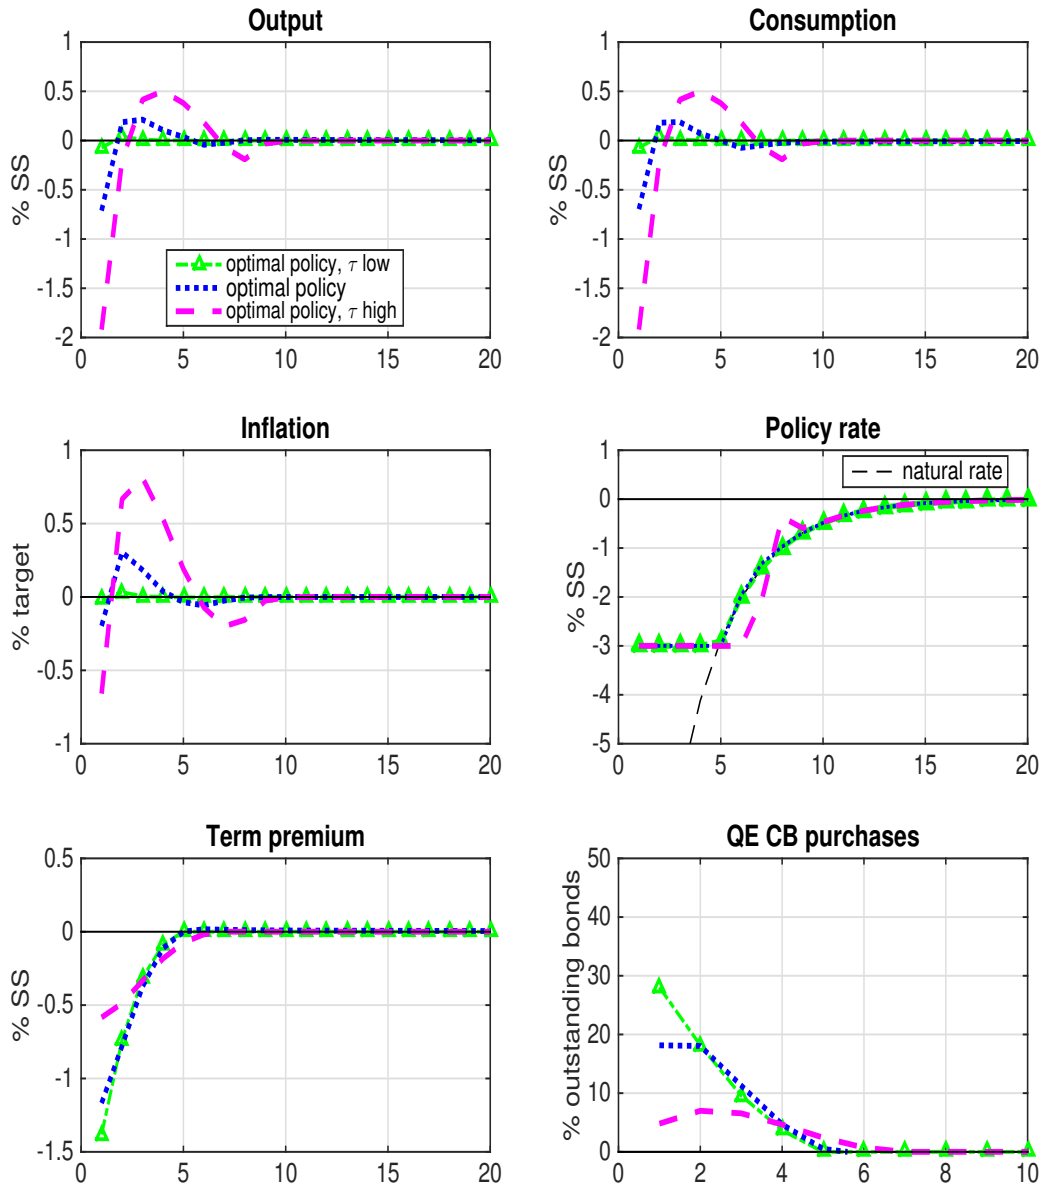 Output
Consumption
1
0.5
0
-0.5
-1
-1.5
-2
% SS
optimal policy, τ low
optimal policy
optimal policy, τ high
0 5 10 15 20
1
0.5
0
-0.5
-1
-1.5
-2
% SS
0 5 10 15 20
Inflation
Policy rate
1
0.5
0
-0.5
-1
% target
0 5 10 15 20
1
0
-1
-2
-3
-4
-5
% SS
natural rate
0 5 10 15 20
Term premium
QE CB purchases
0.5
0
-0.5
-1
-1.5
% SS
0 5 10 15 20
50
40
30
20
10
0
% outstanding bonds
0 2 4 6 8 10